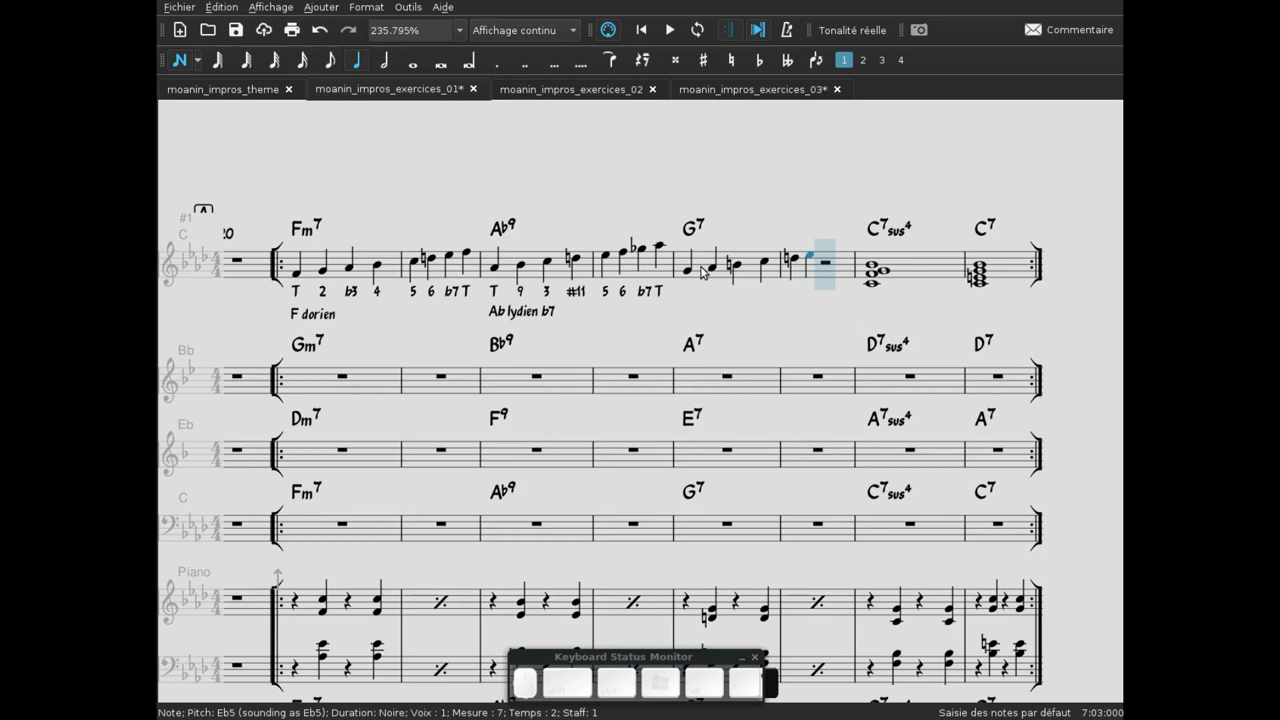 Fichier Édition Affichage Ajouter Format Outils Aide
235.795% Affichage continu Tonalité réelle Commentaire
N 1 2 3 4
moanin_impros_theme moanin_impros_exercices_01* moanin_impros_exercices_02 moanin_impros_exercices_03*
A
#1
C
20
Fm7 Ab9 G7 C7sus4 C7
T 2 b3 4 5 6 b7 T T 9 3 #11 5 6 b7 T
F dorien Ab lydien b7
Bb
Gm7 Bb9 A7 D7sus4 D7
Eb
Dm7 F9 E7 A7sus4 A7
C
Fm7 Ab9 G7 C7sus4 C7
Piano
Keyboard Status Monitor
Note; Pitch: Eb5 (sounding as Eb5); Duration: Noire; Voix : 1; Mesure : 7; Temps : 2; Staff: 1 Saisie des notes par défaut 7:03:000